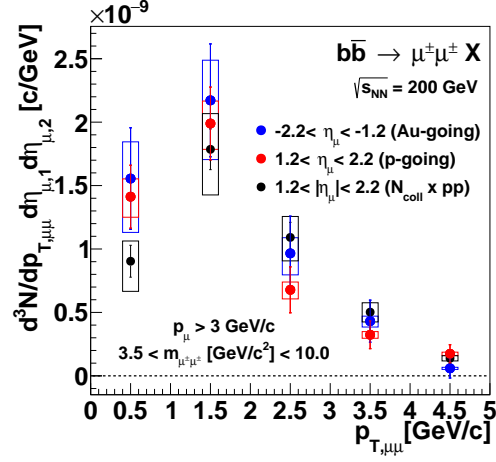 ×10⁻⁹
bb̄ → μ±μ± X
√s_NN = 200 GeV
-2.2< η_μ < -1.2 (Au-going)
1.2< η_μ < 2.2 (p-going)
1.2< |η_μ| < 2.2 (N_coll x pp)
p_μ > 3 GeV/c
3.5 < m_μ±μ± [GeV/c²] < 10.0
d³N/dp_T,μμ dη_μ,1 dη_μ,2 [c/GeV]
2.5
2
1.5
1
0.5
0
0 0.5 1 1.5 2 2.5 3 3.5 4 4.5 5
p_T,μμ [GeV/c]